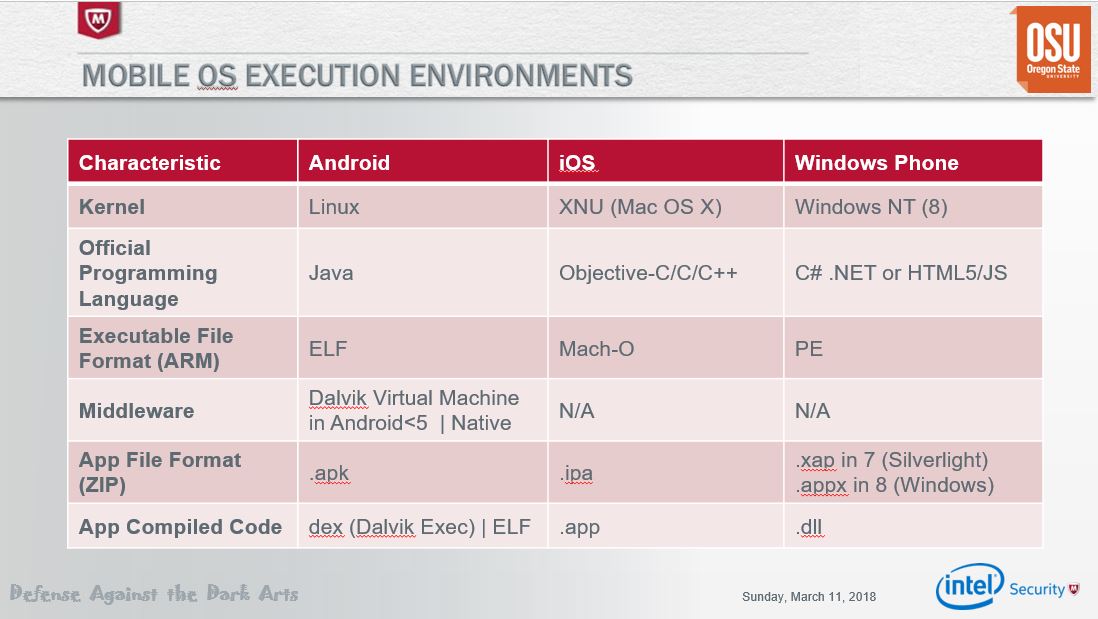 OSU
Oregon State
UNIVERSITY
MOBILE OS EXECUTION ENVIRONMENTS
Characteristic Android iOS Windows Phone
Kernel Linux XNU (Mac OS X) Windows NT (8)
Official
Programming
Language
Java Objective-C/C/C++ C# .NET or HTML5/JS
Executable File
Format (ARM)
ELF Mach-O PE
Middleware
Dalvik Virtual Machine
in Android<5 | Native
N/A N/A
App File Format
(ZIP)
.apk .ipa
.xap in 7 (Silverlight)
.appx in 8 (Windows)
App Compiled Code dex (Dalvik Exec) | ELF .app .dll
Defense Against the Dark Arts
Sunday, March 11, 2018
intel Security